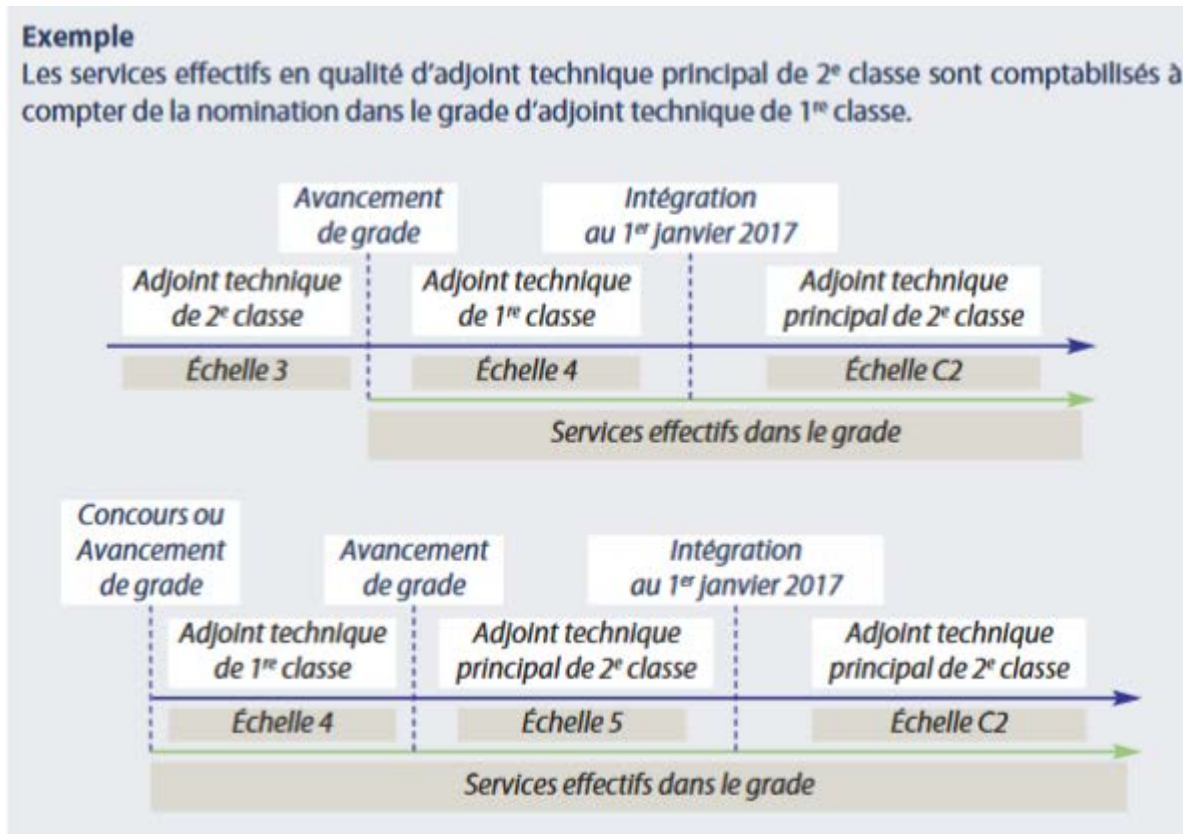 Exemple
Les services effectifs en qualité d'adjoint technique principal de 2e classe sont comptabilisés à
compter de la nomination dans le grade d'adjoint technique de 1re classe.
Avancement
de grade
Intégration
au 1er janvier 2017
Adjoint technique
de 2e classe
Adjoint technique
de 1re classe
Adjoint technique
principal de 2e classe
Échelle 3
Échelle 4
Échelle C2
Services effectifs dans le grade
Concours ou
Avancement
de grade
Avancement
de grade
Intégration
au 1er janvier 2017
Adjoint technique
de 1re classe
Adjoint technique
principal de 2e classe
Adjoint technique
principal de 2e classe
Échelle 4
Échelle 5
Échelle C2
Services effectifs dans le grade